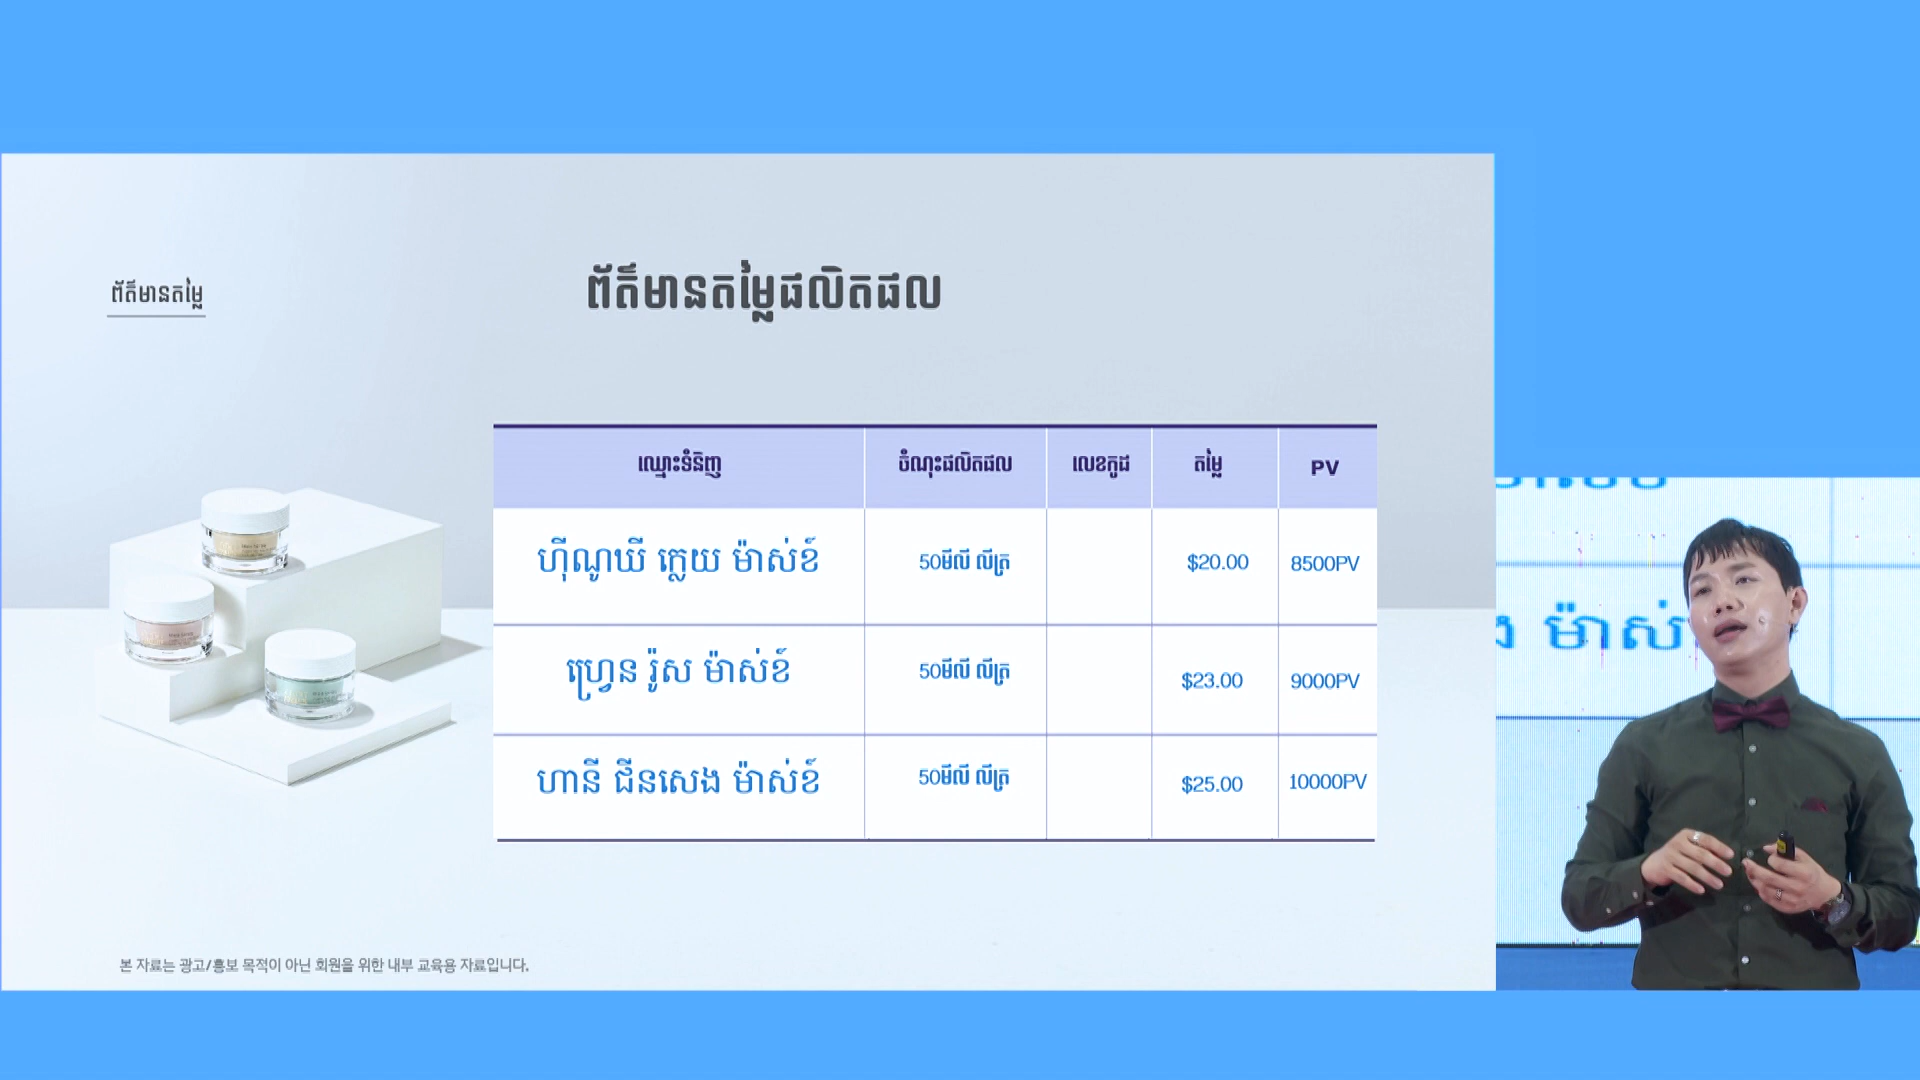 ព័ត៌មានតម្លៃ
ព័ត៌មានតម្លៃផលិតផល
ឈ្មោះទំនិញ ចំណុះផលិតផល លេខកូដ តម្លៃ PV
ហ៊ីណូឃី ក្លេយ ម៉ាស់ខ៍ 50មីលី លីត្រ $20.00 8500PV
ហ្វ្រេន រ៉ូស ម៉ាស់ខ៍ 50មីលី លីត្រ $23.00 9000PV
ហានី ជីនសេង ម៉ាស់ខ៍ 50មីលី លីត្រ $25.00 10000PV
본 자료는 광고/홍보 목적이 아닌 회원을 위한 내부 교육용 자료입니다.